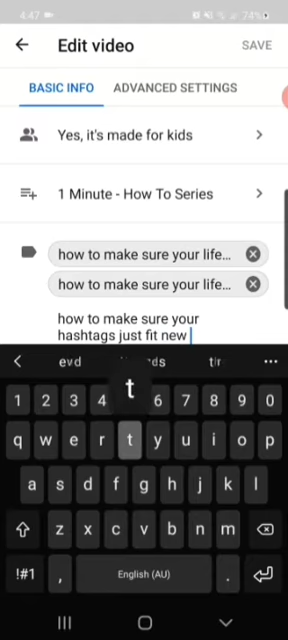 4:47
74%
Edit video
SAVE
BASIC INFO
ADVANCED SETTINGS
Yes, it's made for kids
1 Minute - How To Series
how to make sure your life...
how to make sure your life...
how to make sure your
hashtags just fit new
t
1 2 3 4 6 7 8 9 0
q w e r t y u i o p
a s d f g h j k l
z x c v b n m
!#1 , English (AU) .